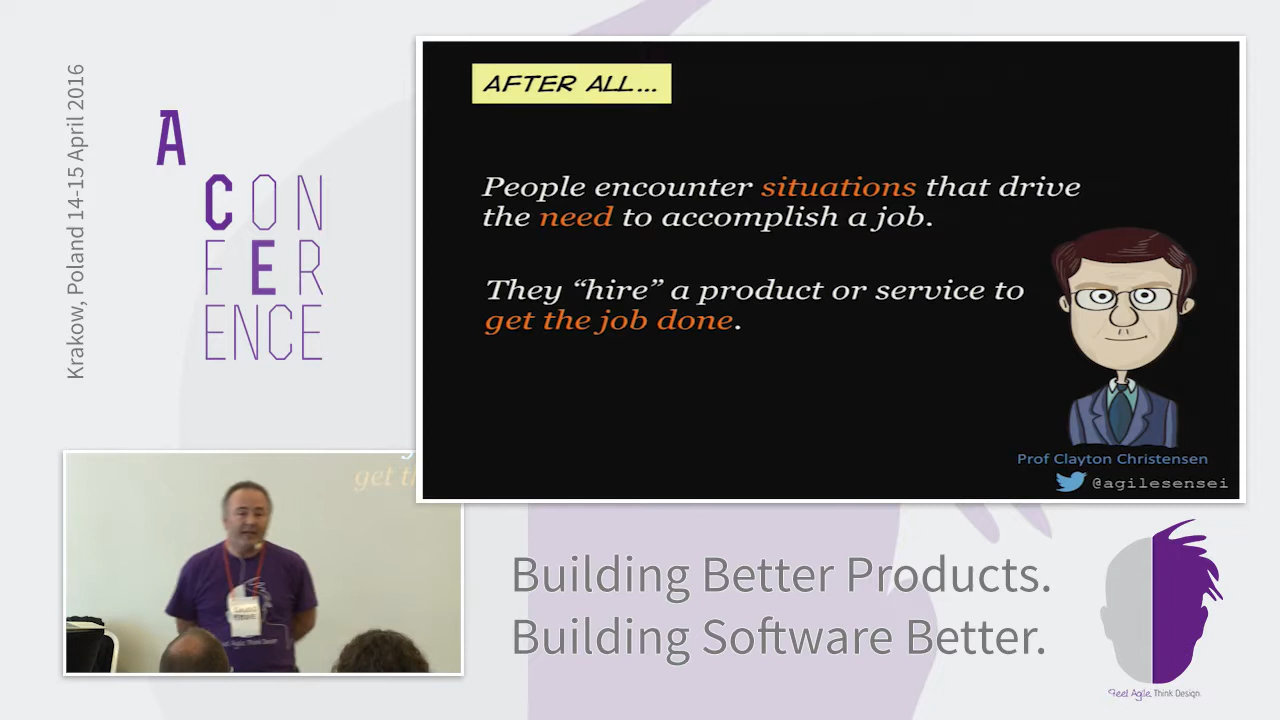 Krakow, Poland 14-15 April 2016
A
CON
FER
ENCE
AFTER ALL...
People encounter situations that drive
the need to accomplish a job.
They “hire” a product or service to
get the job done.
Prof Clayton Christensen
@agilesensei
get th
Building Better Products.
Building Software Better.
Feel Agile. Think Design.